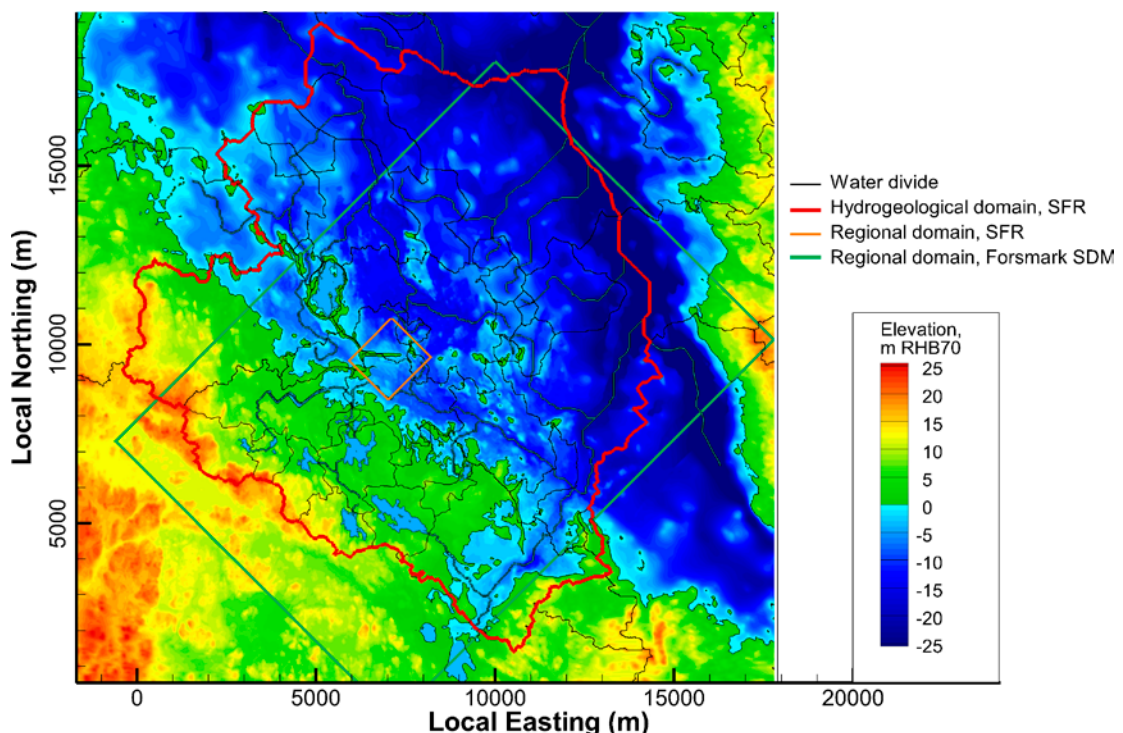 Local Northing (m)
15000
10000
5000
0
5000
10000
15000
20000
Local Easting (m)
Water divide
Hydrogeological domain, SFR
Regional domain, SFR
Regional domain, Forsmark SDM
Elevation,
m RHB70
25
20
15
10
5
0
-5
-10
-15
-20
-25